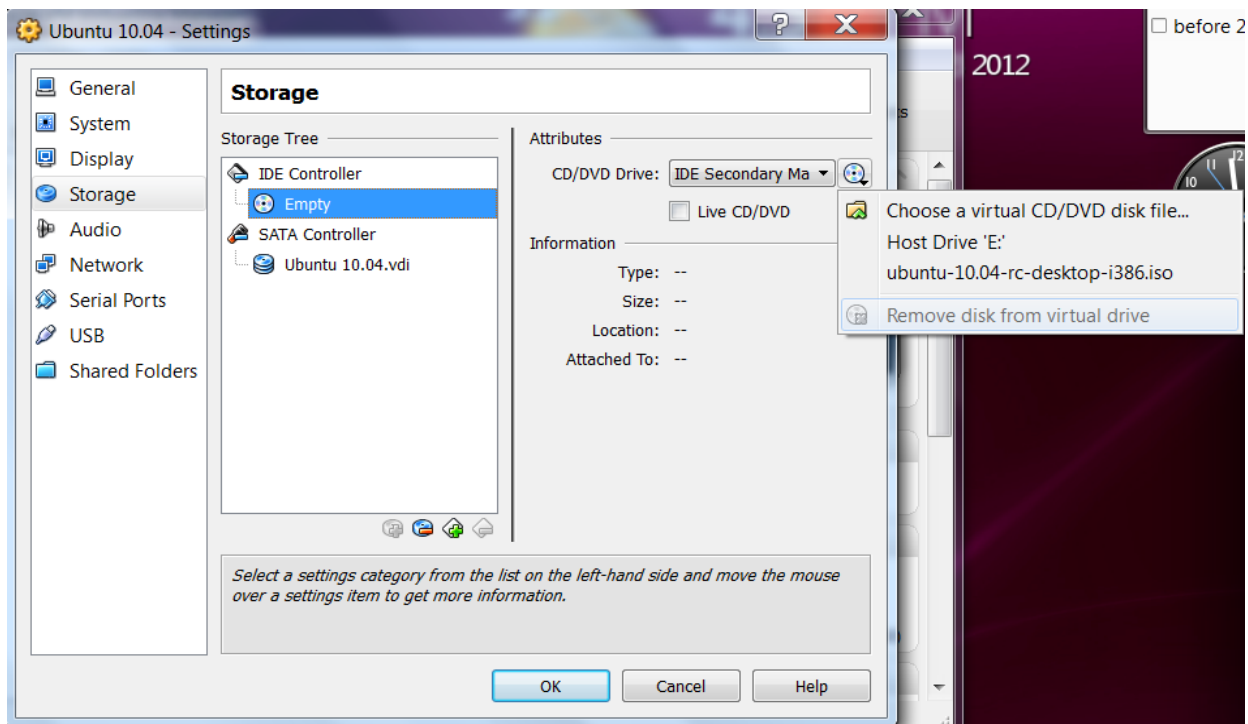 Ubuntu 10.04 - Settings
General
System
Display
Storage
Audio
Network
Serial Ports
USB
Shared Folders
Storage
Storage Tree
IDE Controller
Empty
SATA Controller
Ubuntu 10.04.vdi
Attributes
CD/DVD Drive: IDE Secondary Ma
Live CD/DVD
Information
Type: --
Size: --
Location: --
Attached To: --
Choose a virtual CD/DVD disk file...
Host Drive 'E:'
ubuntu-10.04-rc-desktop-i386.iso
Remove disk from virtual drive
Select a settings category from the list on the left-hand side and move the mouse
over a settings item to get more information.
OK Cancel Help
2012
before 2
10 11 12